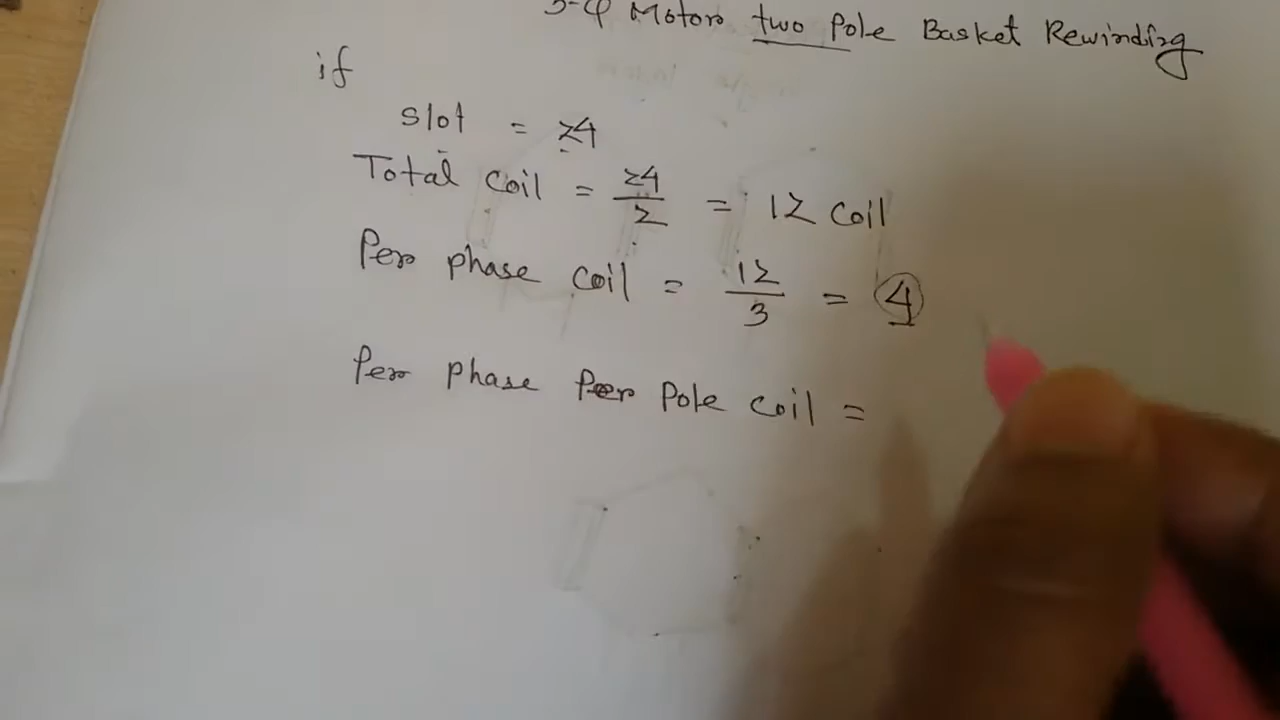 3-φ Motor two Pole Basket Rewinding
if
slot = 24
Total coil = 24/2 = 12 coil
Per phase coil = 12/3 = 4
Per phase Per Pole coil =